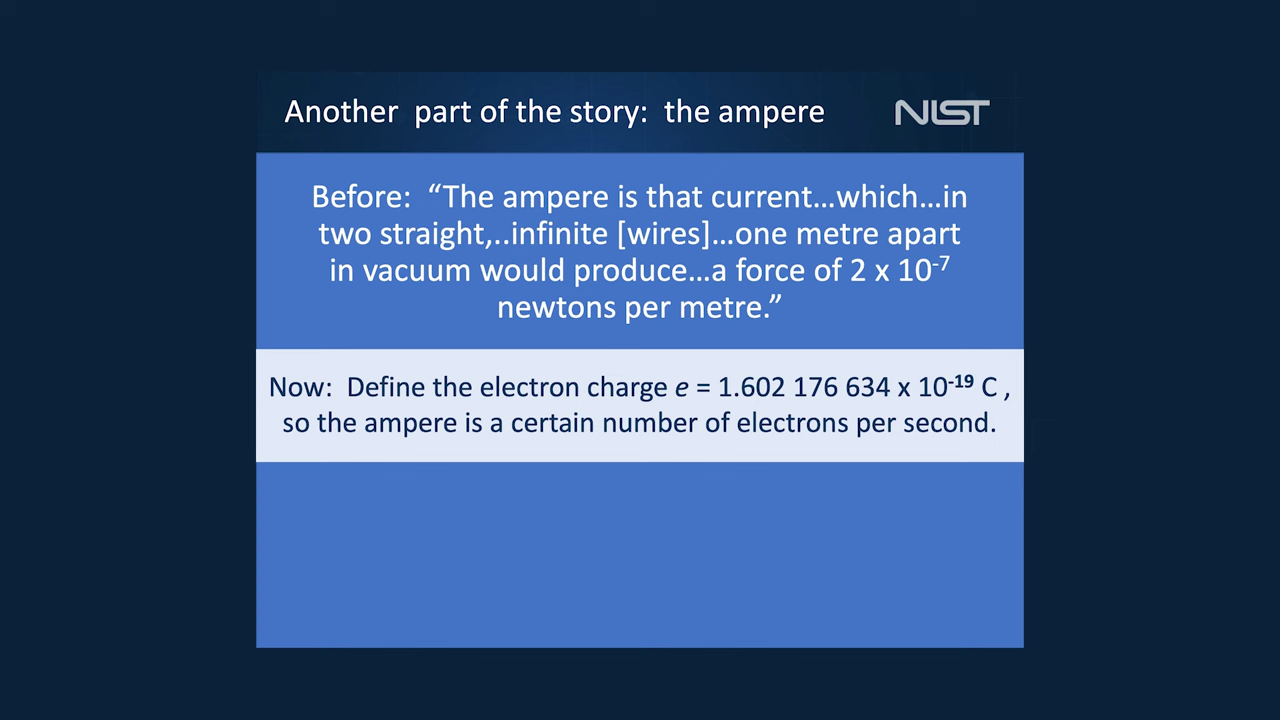 Another part of the story: the ampere
NIST
Before: “The ampere is that current…which…in
two straight,..infinite [wires]…one metre apart
in vacuum would produce…a force of 2 x 10⁻⁷
newtons per metre.”
Now: Define the electron charge e = 1.602 176 634 x 10⁻¹⁹ C ,
so the ampere is a certain number of electrons per second.